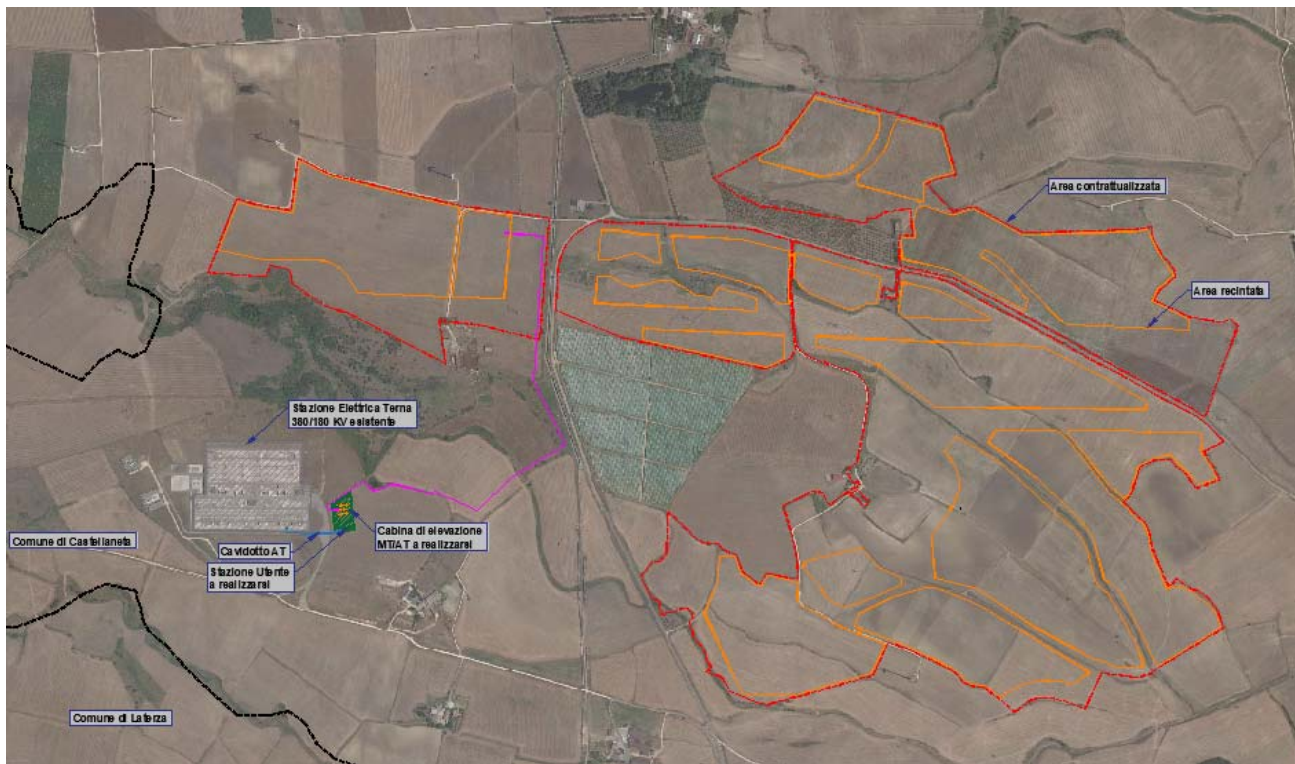 Area contrattualizzata
Area recintata
Stazione Elettrica Terna
380/180 KV esistente
Comune di Castellaneta
Cavidotto AT
Cabina di elevazione
MT/AT a realizzarsi
Stazione Utente
a realizzarsi
Comune di Laterza